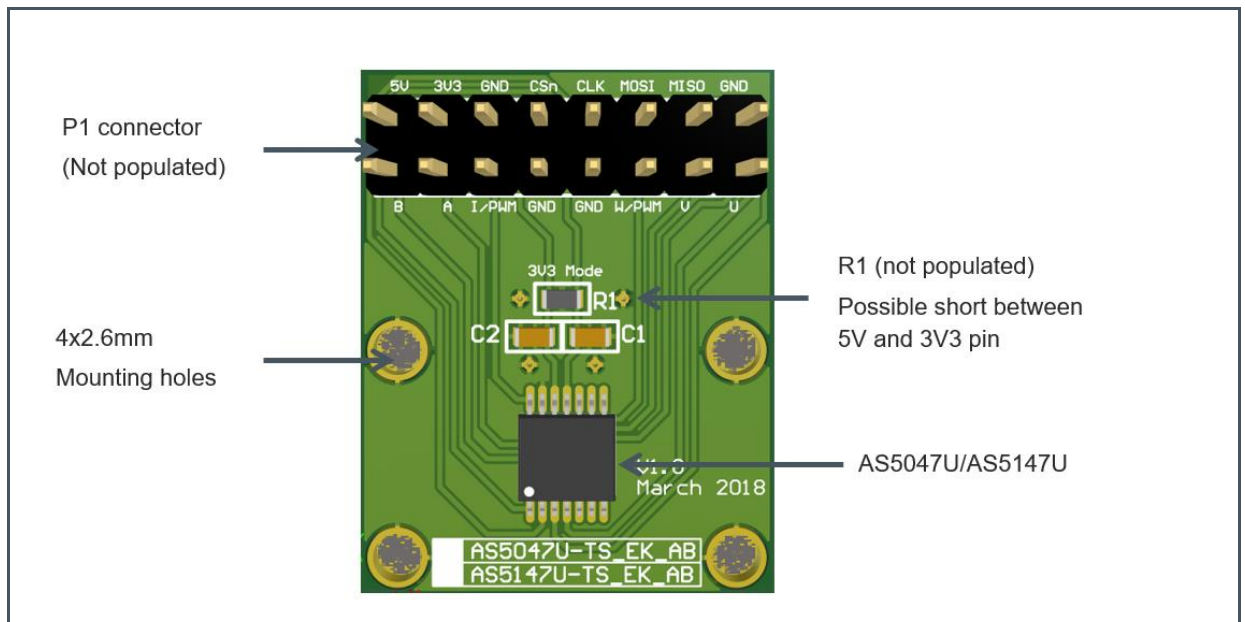 5V 3V3 GND CSn CLK MOSI MISO GND
P1 connector
(Not populated)
B A I/PWM GND GND W/PWM V U
3V3 Mode
R1
R1 (not populated)
Possible short between
5V and 3V3 pin
C2 C1
4x2.6mm
Mounting holes
AS5047U/AS5147U
V1.0
March 2018
AS5047U-TS_EK_AB
AS5147U-TS_EK_AB